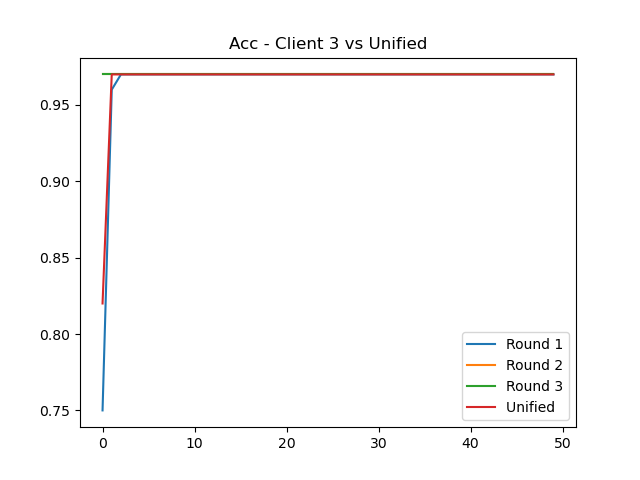 Acc - Client 3 vs Unified
0.95
0.90
0.85
0.80
0.75
Round 1
Round 2
Round 3
Unified
0 10 20 30 40 50